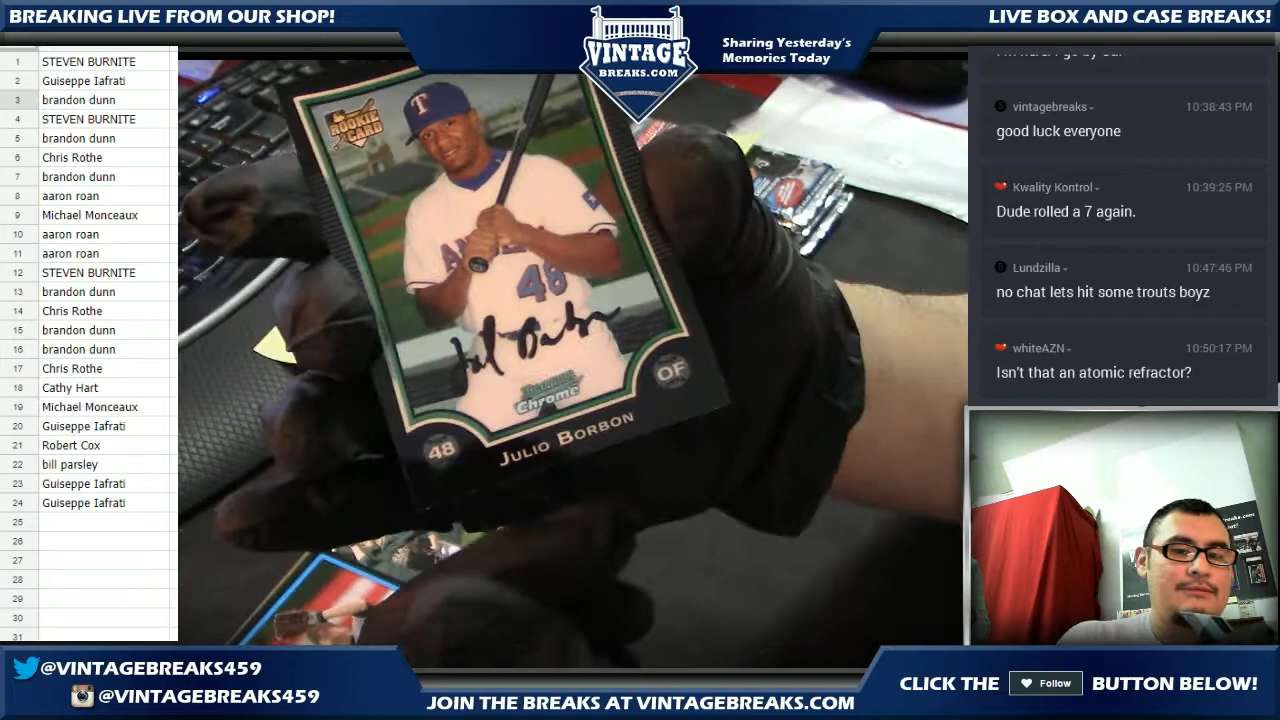 BREAKING LIVE FROM OUR SHOP!
VINTAGE
BREAKS.COM
Sharing Yesterday's
Memories Today
LIVE BOX AND CASE BREAKS!
1 STEVEN BURNITE
2 Guiseppe Iafrati
3 brandon dunn
4 STEVEN BURNITE
5 brandon dunn
6 Chris Rothe
7 brandon dunn
8 aaron roan
9 Michael Monceaux
10 aaron roan
11 aaron roan
12 STEVEN BURNITE
13 brandon dunn
14 Chris Rothe
15 brandon dunn
16 brandon dunn
17 Chris Rothe
18 Cathy Hart
19 Michael Monceaux
20 Guiseppe Iafrati
21 Robert Cox
22 bill parsley
23 Guiseppe Iafrati
24 Guiseppe Iafrati
25
26
27
28
29
30
31
T
ROOKIE
CARD
48
Bowman
Chrome
OF
48
JULIO BORBON
vintagebreaks 10:38:43 PM
good luck everyone
Kwality Kontrol 10:39:25 PM
Dude rolled a 7 again.
Lundzilla 10:47:46 PM
no chat lets hit some trouts boyz
whiteAZN 10:50:17 PM
Isn't that an atomic refractor?
@VINTAGEBREAKS459
@VINTAGEBREAKS459
JOIN THE BREAKS AT VINTAGEBREAKS.COM
CLICK THE Follow BUTTON BELOW!